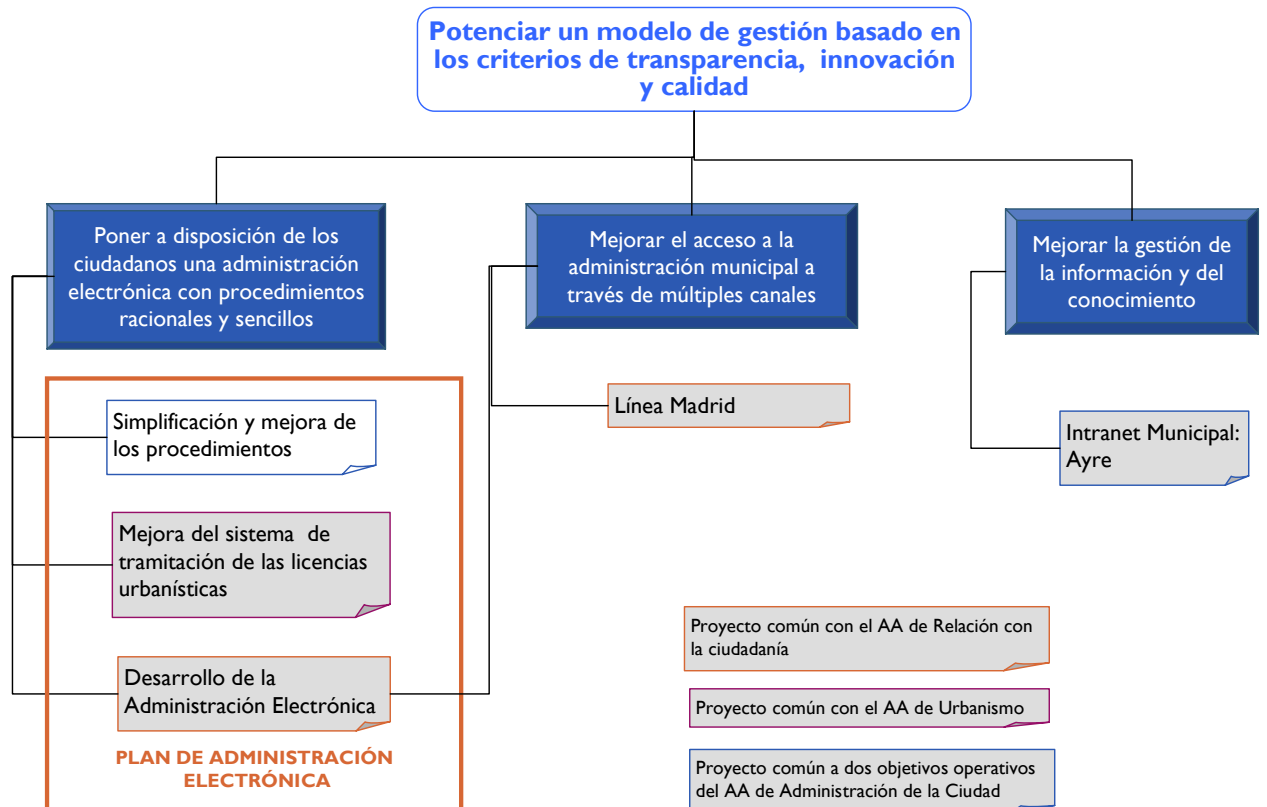 Potenciar un modelo de gestión basado en
los criterios de transparencia, innovación
y calidad
Poner a disposición de los
ciudadanos una administración
electrónica con procedimientos
racionales y sencillos
Mejorar el acceso a la
administración municipal a
través de múltiples canales
Mejorar la gestión de
la información y del
conocimiento
Simplificación y mejora de
los procedimientos
Línea Madrid
Intranet Municipal:
Ayre
Mejora del sistema de
tramitación de las licencias
urbanísticas
Desarrollo de la
Administración Electrónica
PLAN DE ADMINISTRACIÓN
ELECTRÓNICA
Proyecto común con el AA de Relación con
la ciudadanía
Proyecto común con el AA de Urbanismo
Proyecto común a dos objetivos operativos
del AA de Administración de la Ciudad